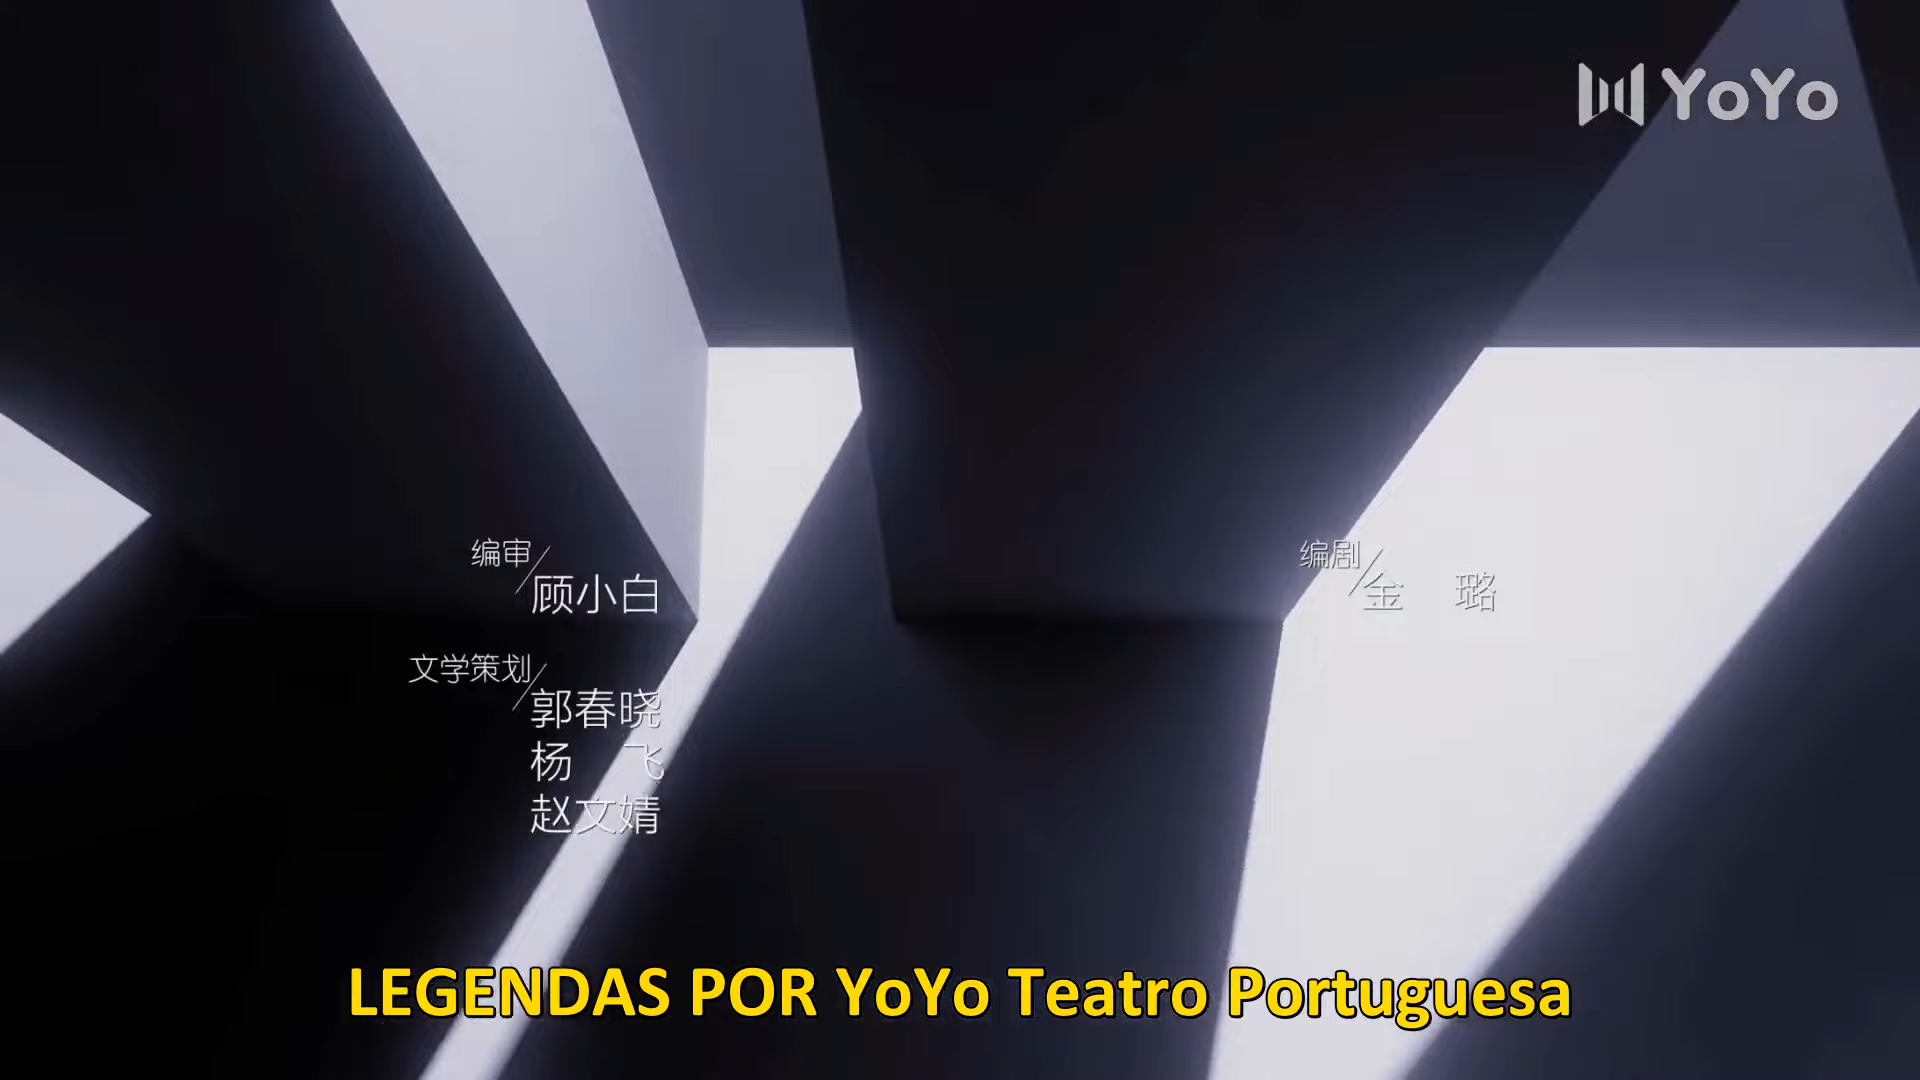 YoYo
编审
顾小白
文学策划
郭春晓
杨 飞
赵文婧
编剧
金 璐
LEGENDAS POR YoYo Teatro Portuguesa